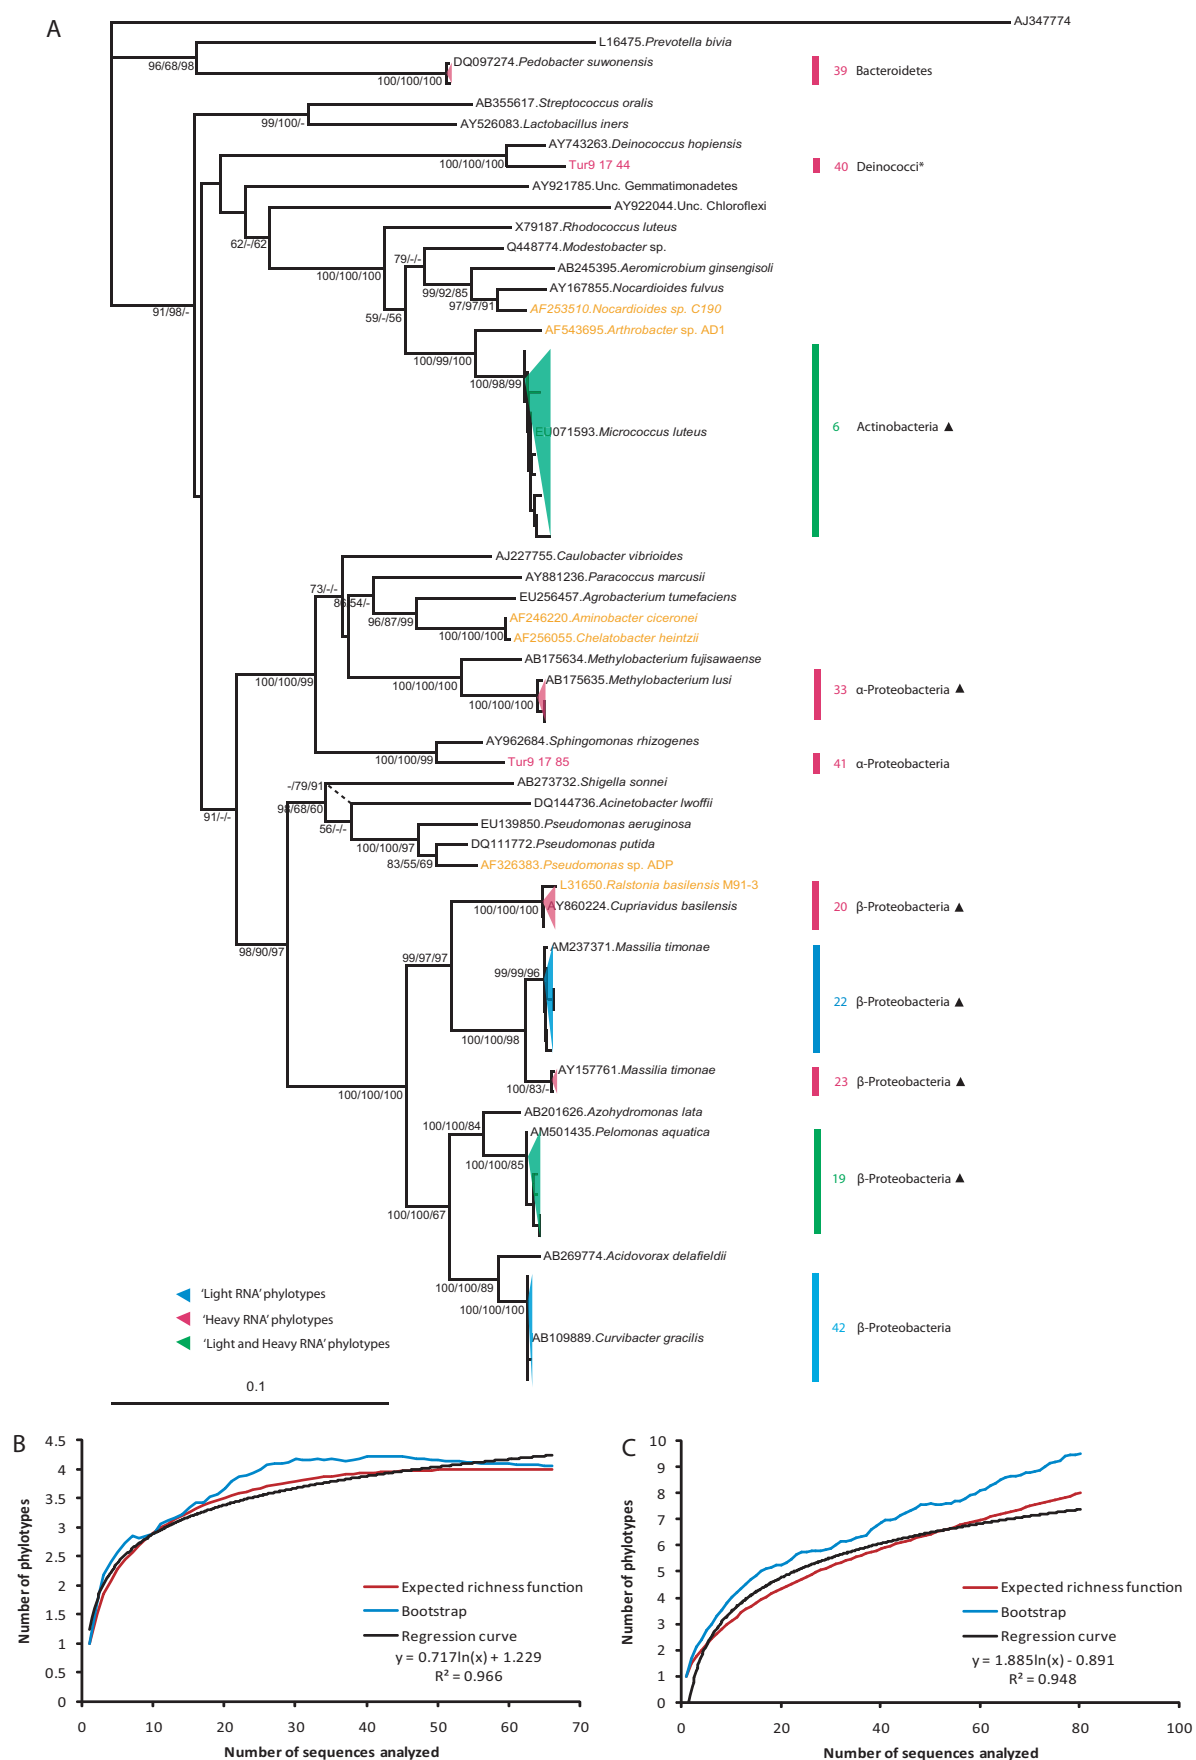 A
AJ347774
L16475.Prevotella bivia
96/68/98
DQ097274.Pedobacter suwonensis
39 Bacteroidetes
100/100/100
AB355617.Streptococcus oralis
99/100/-
AY526083.Lactobacillus iners
AY743263.Deinococcus hopiensis
100/100/100
Tur9 17 44
40 Deinococci*
AY921785.Unc. Gemmatimonadetes
AY922044.Unc. Chloroflexi
X79187.Rhodococcus luteus
62/-/62
Q448774.Modestobacter sp.
79/-/-
AB245395.Aeromicrobium ginsengisoli
100/100/100
AY167855.Nocardioides fulvus
99/92/85
97/97/91
AF253510.Nocardioides sp. C190
91/98/-
59/-/56
AF543695.Arthrobacter sp. AD1
100/99/100
100/98/99
EU071593.Micrococcus luteus
6 Actinobacteria ▲
AJ227755.Caulobacter vibrioides
AY881236.Paracoccus marcusii
73/-/-
86/54/-
EU256457.Agrobacterium tumefaciens
96/87/99
AF246220.Aminobacter ciceronei
100/100/100
AF256055.Chelatobacter heintzii
AB175634.Methylobacterium fujisawaense
100/100/99
100/100/100
AB175635.Methylobacterium lusi
33 α-Proteobacteria ▲
100/100/100
AY962684.Sphingomonas rhizogenes
100/100/99
Tur9 17 85
41 α-Proteobacteria
-/79/91
AB273732.Shigella sonnei
98/68/60
DQ144736.Acinetobacter lwoffii
91/-/-
56/-/-
EU139850.Pseudomonas aeruginosa
100/100/97
DQ111772.Pseudomonas putida
83/55/69
AF326383.Pseudomonas sp. ADP
L31650.Ralstonia basilensis M91-3
100/100/100
AY860224.Cupriavidus basilensis
20 β-Proteobacteria ▲
98/90/97
99/97/97
AM237371.Massilia timonae
99/99/96
22 β-Proteobacteria ▲
100/100/98
AY157761.Massilia timonae
23 β-Proteobacteria ▲
100/83/-
100/100/100
AB201626.Azohydromonas lata
100/100/84
AM501435.Pelomonas aquatica
100/100/85
19 β-Proteobacteria ▲
100/100/67
AB269774.Acidovorax delafieldii
100/100/89
100/100/100
AB109889.Curvibacter gracilis
42 β-Proteobacteria
'Light RNA' phylotypes
'Heavy RNA' phylotypes
'Light and Heavy RNA' phylotypes
0.1
B
Number of phylotypes
4.5
4
3.5
3
2.5
2
1.5
1
0.5
0
Expected richness function
Bootstrap
Regression curve
y = 0.717ln(x) + 1.229
R² = 0.966
0 10 20 30 40 50 60 70
Number of sequences analyzed
C
Number of phylotypes
10
9
8
7
6
5
4
3
2
1
0
Expected richness function
Bootstrap
Regression curve
y = 1.885ln(x) - 0.891
R² = 0.948
0 20 40 60 80 100
Number of sequences analyzed